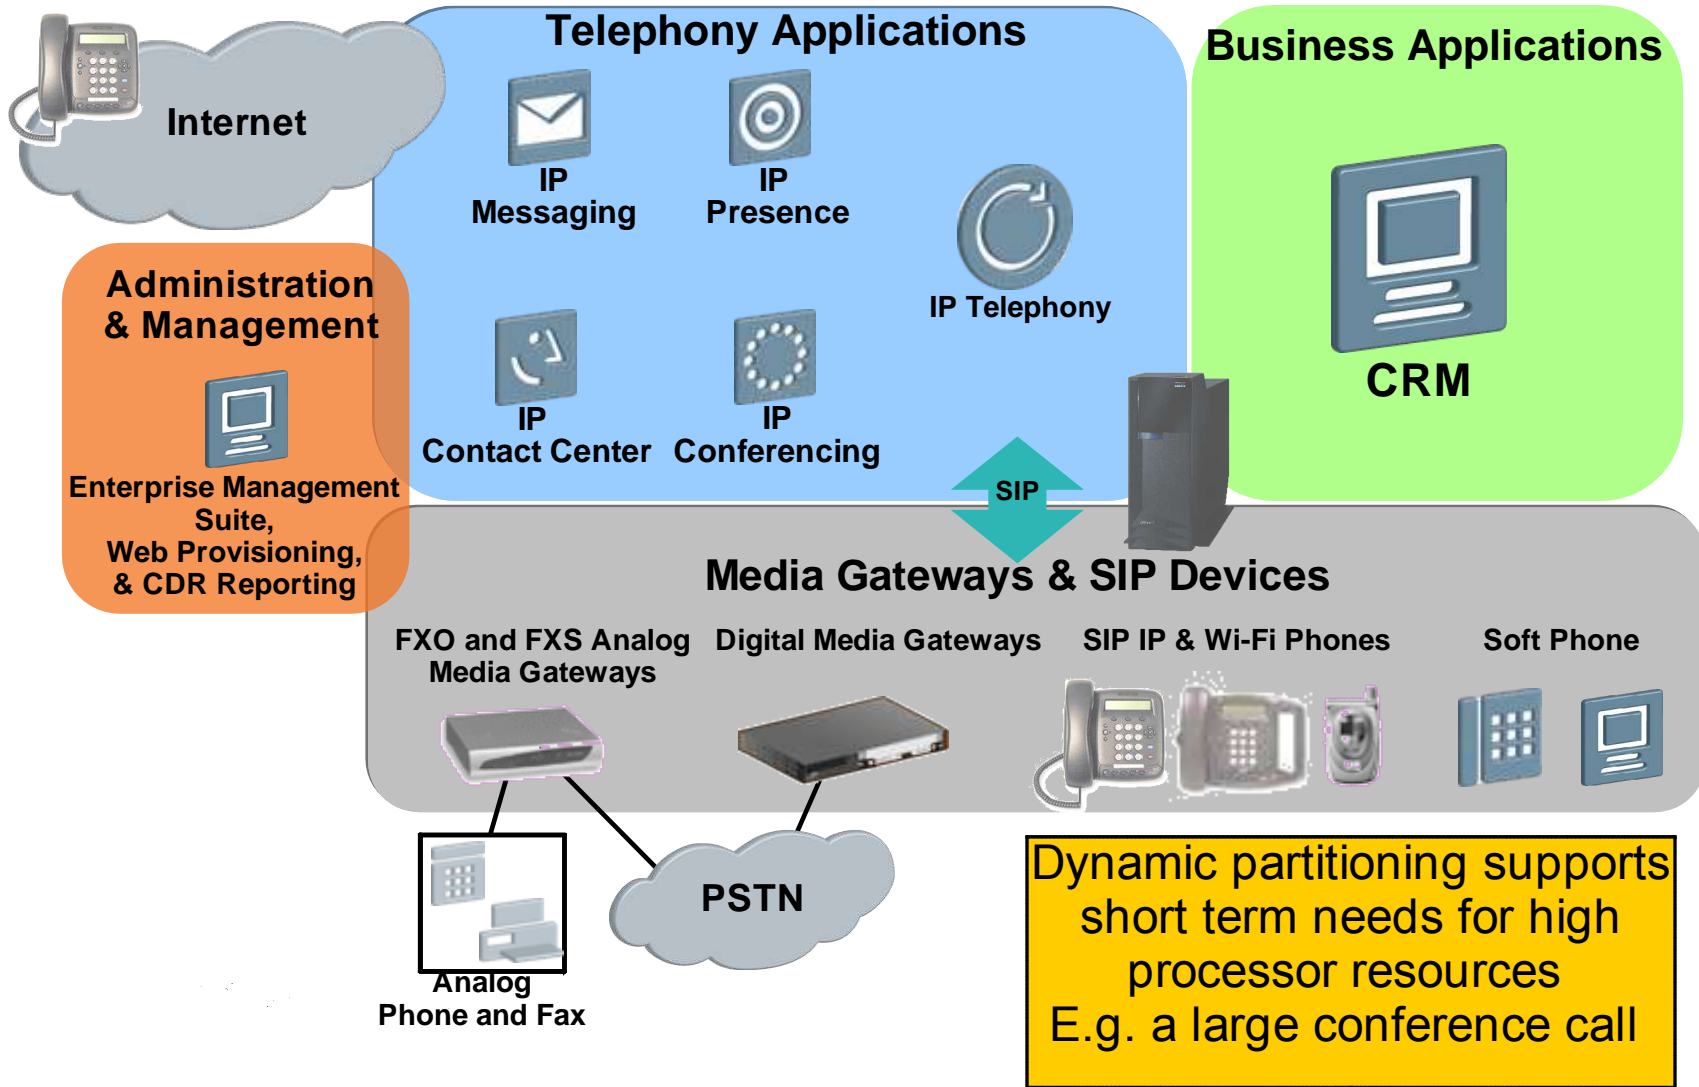 Telephony Applications
Business Applications
Internet
IP
Messaging
IP
Presence
IP Telephony
Administration
& Management
CRM
IP
Contact Center
IP
Conferencing
SIP
Enterprise Management
Suite,
Web Provisioning,
& CDR Reporting
Media Gateways & SIP Devices
FXO and FXS Analog
Media Gateways
Digital Media Gateways
SIP IP & Wi-Fi Phones
Soft Phone
PSTN
Analog
Phone and Fax
Dynamic partitioning supports
short term needs for high
processor resources
E.g. a large conference call